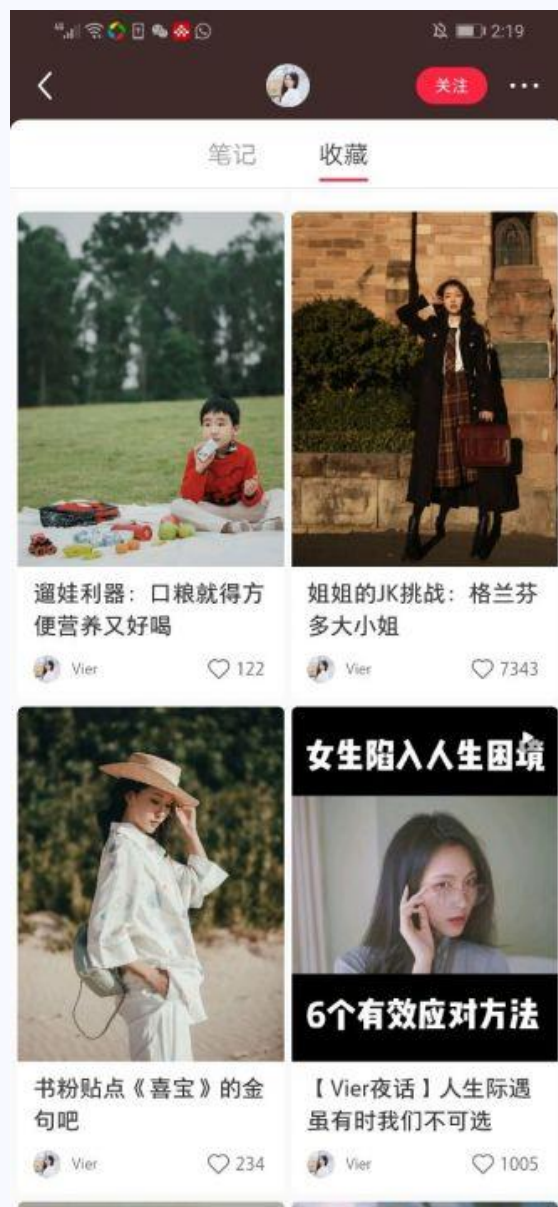 2:19
关注
笔记
收藏
遛娃利器：口粮就得方
便营养又好喝
Vier
122
姐姐的JK挑战：格兰芬
多大小姐
Vier
7343
书粉贴点《喜宝》的金
句吧
Vier
234
女生陷入人生困境
6个有效应对方法
【Vier夜话】人生际遇
虽有时我们不可选
Vier
1005